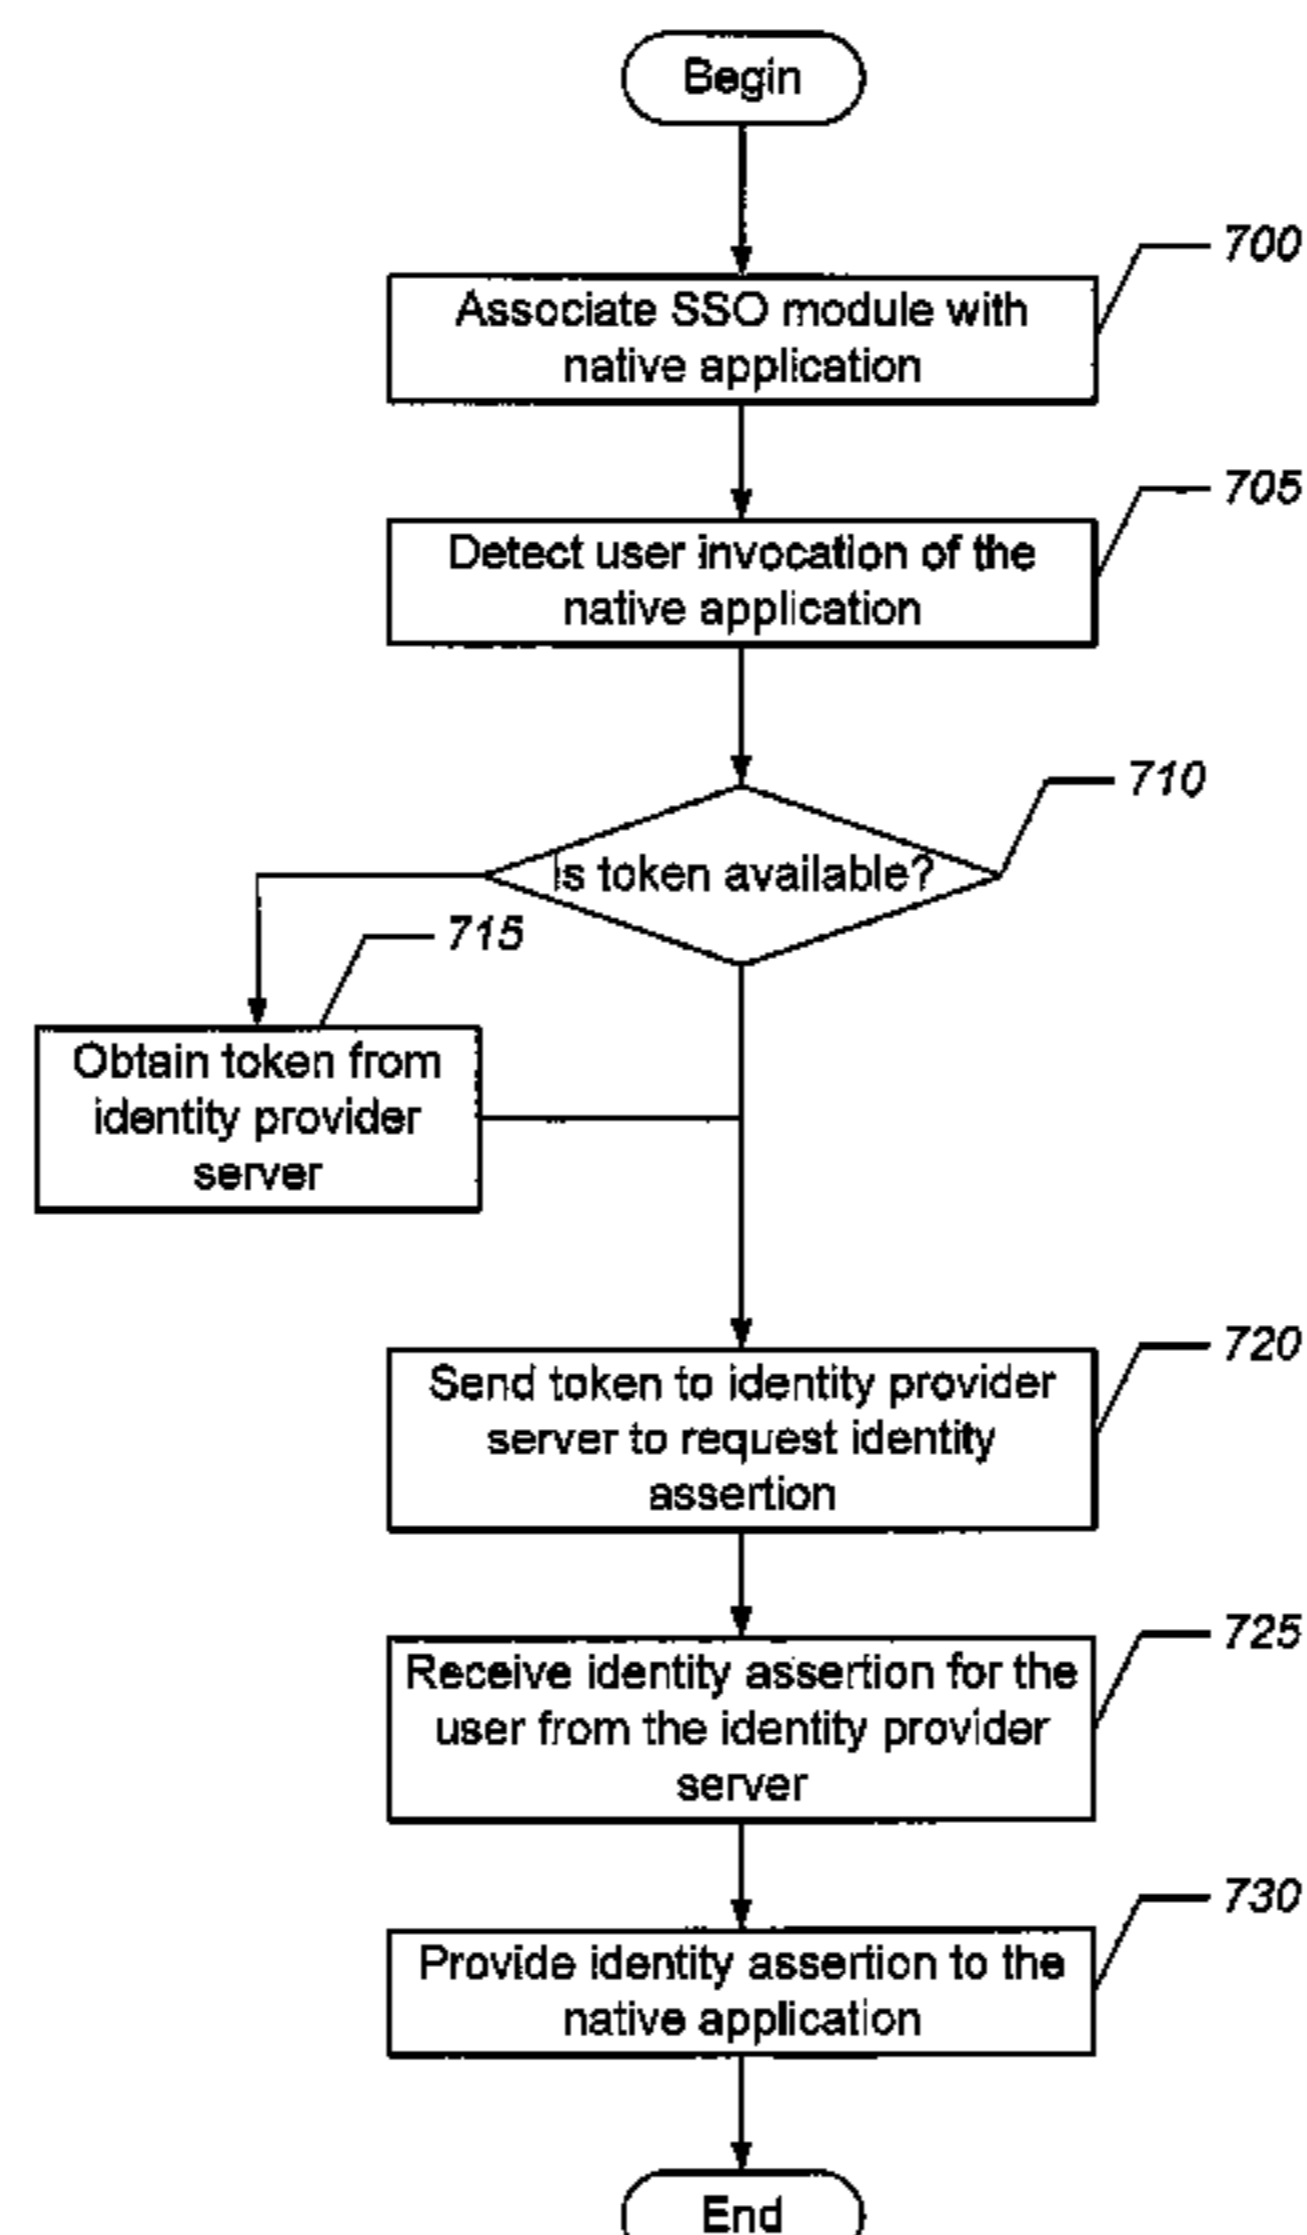 Begin
700
Associate SSO module with
native application
705
Detect user invocation of the
native application
710
Is token available?
715
Obtain token from
identity provider
server
720
Send token to identity provider
server to request identity
assertion
725
Receive identity assertion for the
user from the identity provider
server
730
Provide identity assertion to the
native application
End